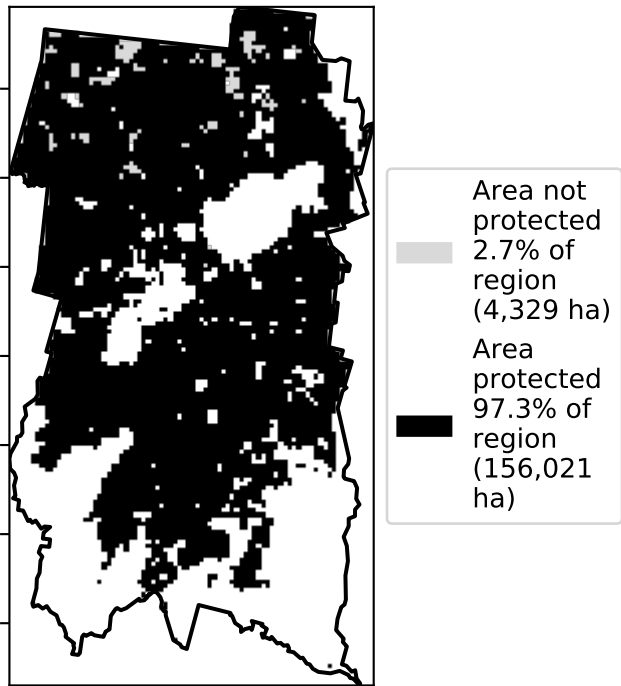 Area not
protected
2.7% of
region
(4,329 ha)
Area
protected
97.3% of
region
(156,021
ha)